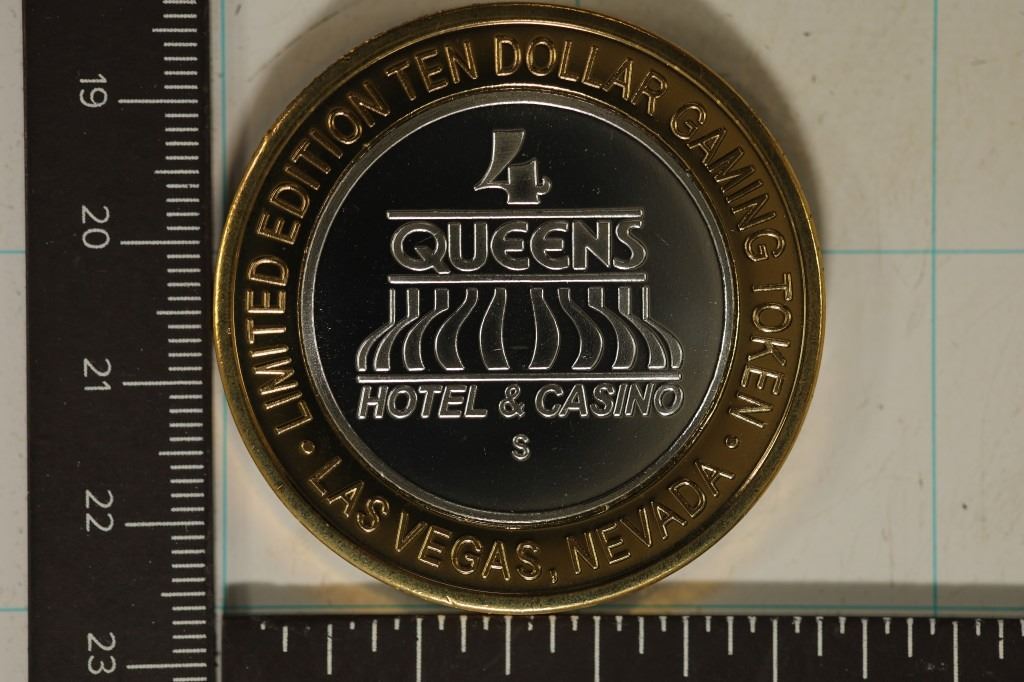 LIMITED EDITION TEN DOLLAR GAMING TOKEN •
LAS VEGAS, NEVADA •
4
QUEENS
HOTEL & CASINO
S
19
20
21
22
23